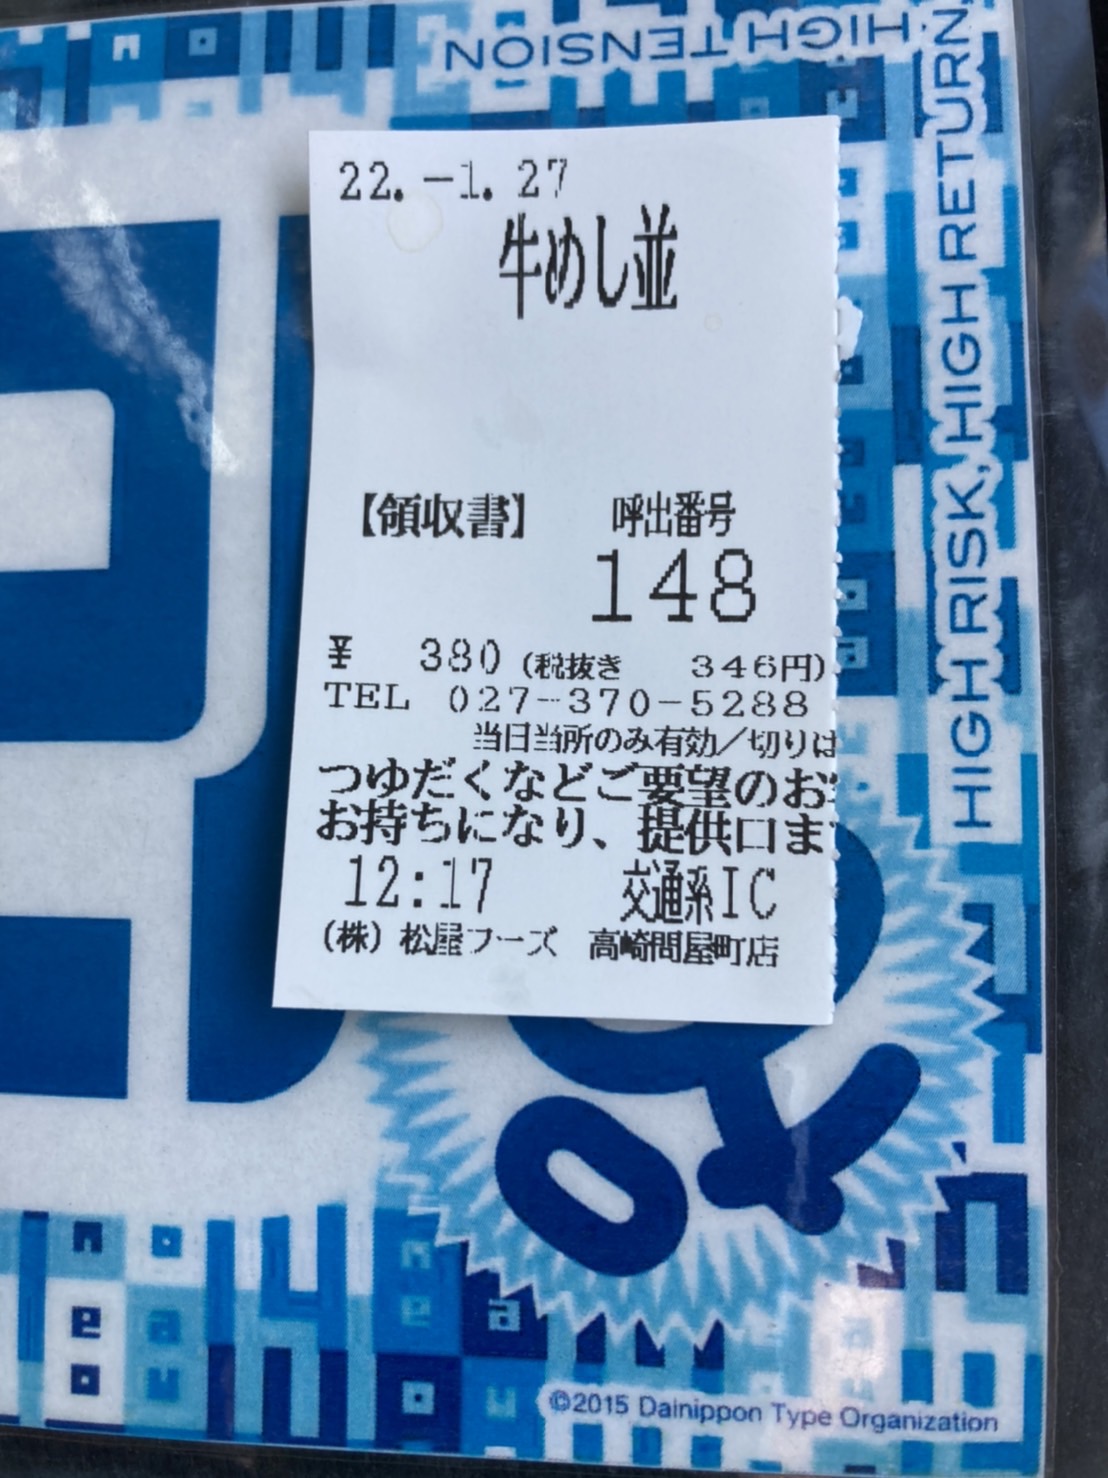 HIGH TENSION
HIGH RISK, HIGH RETURN.
22.-1.27
牛めし並
【領収書】 呼出番号
148
¥ 380 (税抜き 346円)
TEL 027-370-5288
当日当所のみ有効／切りは
つゆだくなどご要望のお
お持ちになり、提供口ま
12:17 交通系IC
(株)松屋フーズ 高崎問屋町店
©2015 Dainippon Type Organization